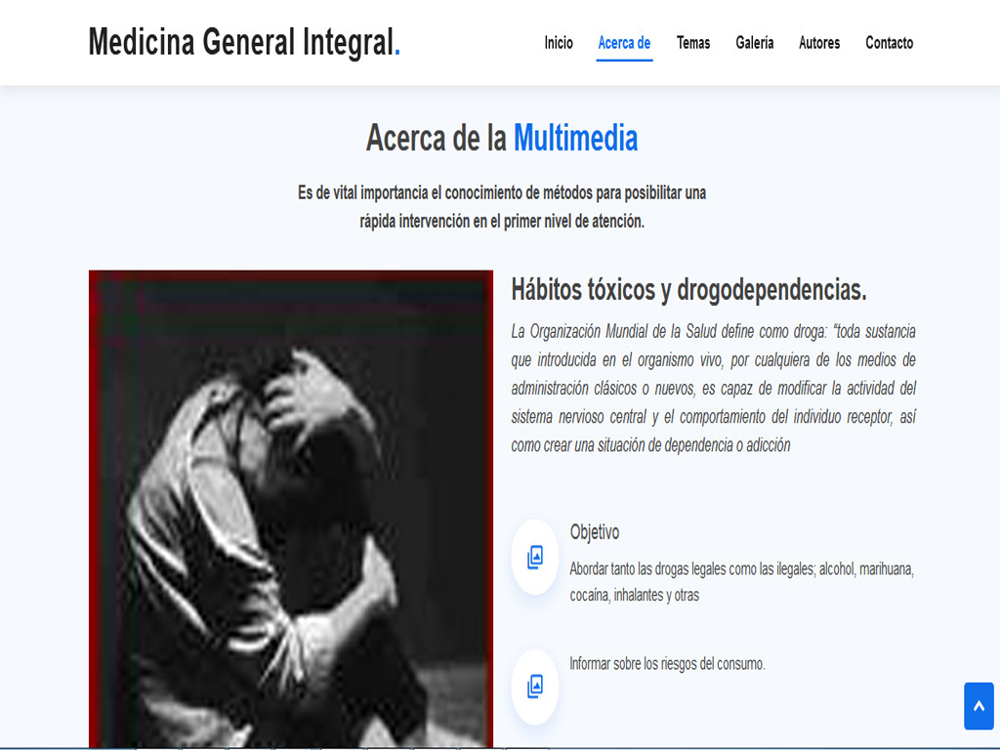 Medicina General Integral.
Inicio Acerca de Temas Galería Autores Contacto
Acerca de la Multimedia
Es de vital importancia el conocimiento de métodos para posibilitar una
rápida intervención en el primer nivel de atención.
Hábitos tóxicos y drogodependencias.
La Organización Mundial de la Salud define como droga: "toda sustancia
que introducida en el organismo vivo, por cualquiera de los medios de
administración clásicos o nuevos, es capaz de modificar la actividad del
sistema nervioso central y el comportamiento del individuo receptor, así
como crear una situación de dependencia o adicción
Objetivo
Abordar tanto las drogas legales como las ilegales; alcohol, marihuana,
cocaína, inhalantes y otras
Informar sobre los riesgos del consumo.